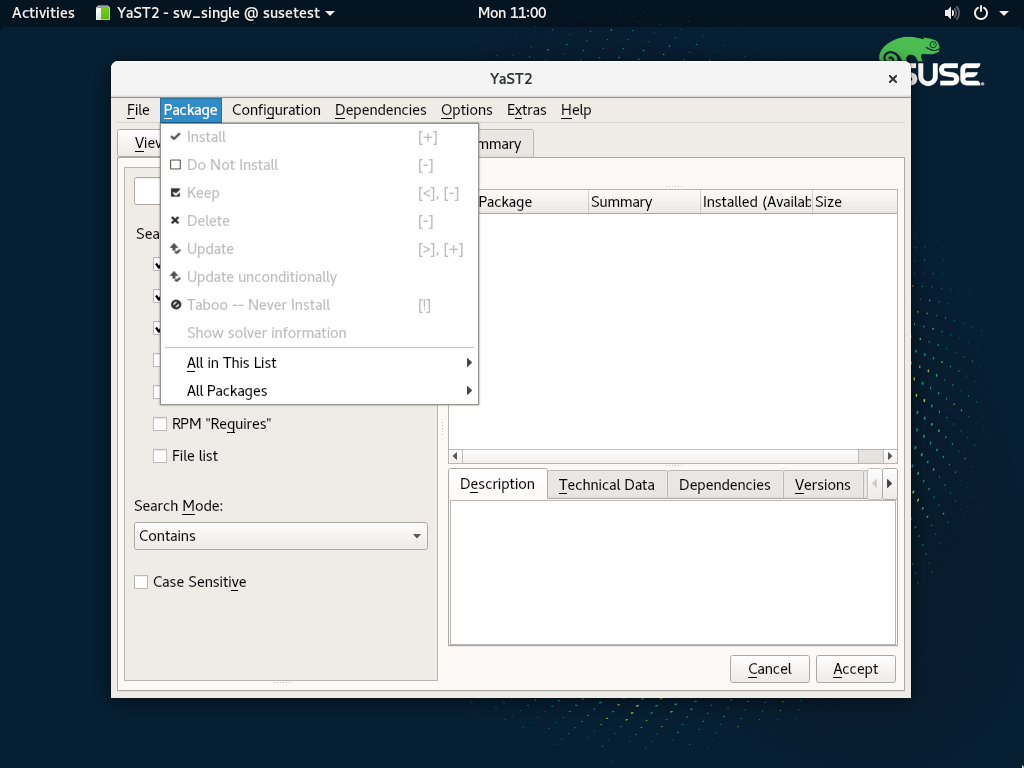 Activities YaST2 - sw_single @ susetest Mon 11:00
SUSE
YaST2
File Package Configuration Dependencies Options Extras Help
View mmary
Install [+]
Do Not Install [-]
Keep [<], [-]
Delete [-]
Update [>], [+]
Update unconditionally
Taboo -- Never Install [!]
Show solver information
All in This List
All Packages
Sea
RPM "Requires"
File list
Search Mode:
Contains
Case Sensitive
Package Summary Installed (Availab Size
Description Technical Data Dependencies Versions
Cancel Accept